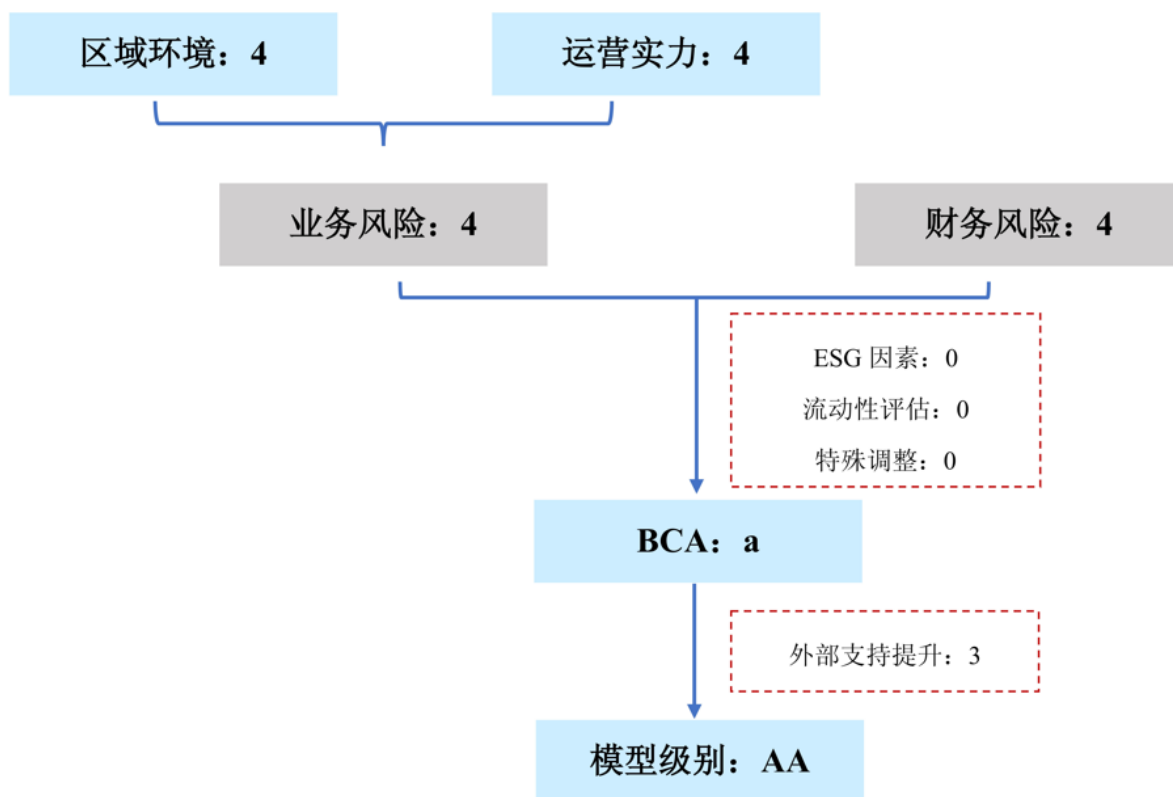 区域环境：4
运营实力：4
业务风险：4
财务风险：4
ESG 因素：0
流动性评估：0
特殊调整：0
BCA：a
外部支持提升：3
模型级别：AA